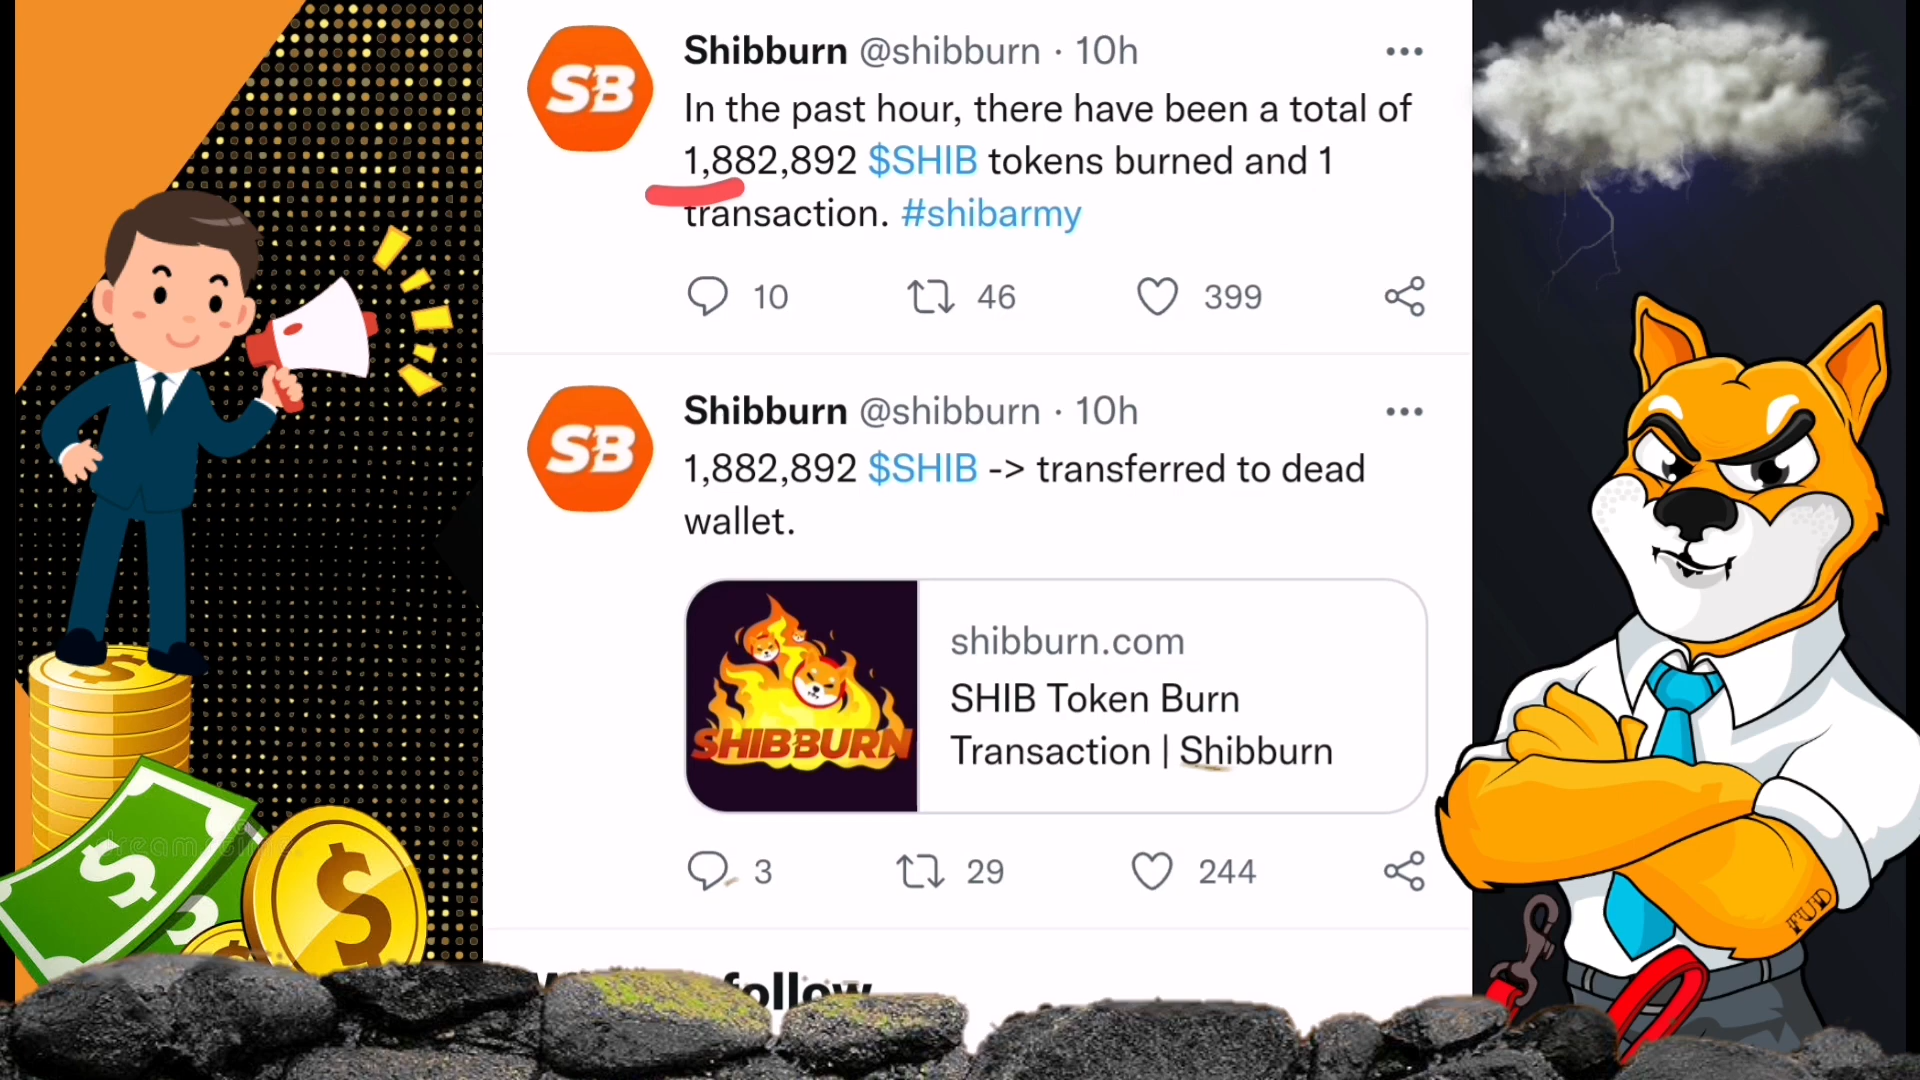 Shibburn @shibburn · 10h
SB
In the past hour, there have been a total of
1,882,892 $SHIB tokens burned and 1
transaction. #shibarmy
10 46 399
Shibburn @shibburn · 10h
SB
1,882,892 $SHIB -> transferred to dead
wallet.
shibburn.com
SHIB Token Burn
Transaction | Shibburn
SHIBBURN
3 29 244
follow
$
$
$
FUD